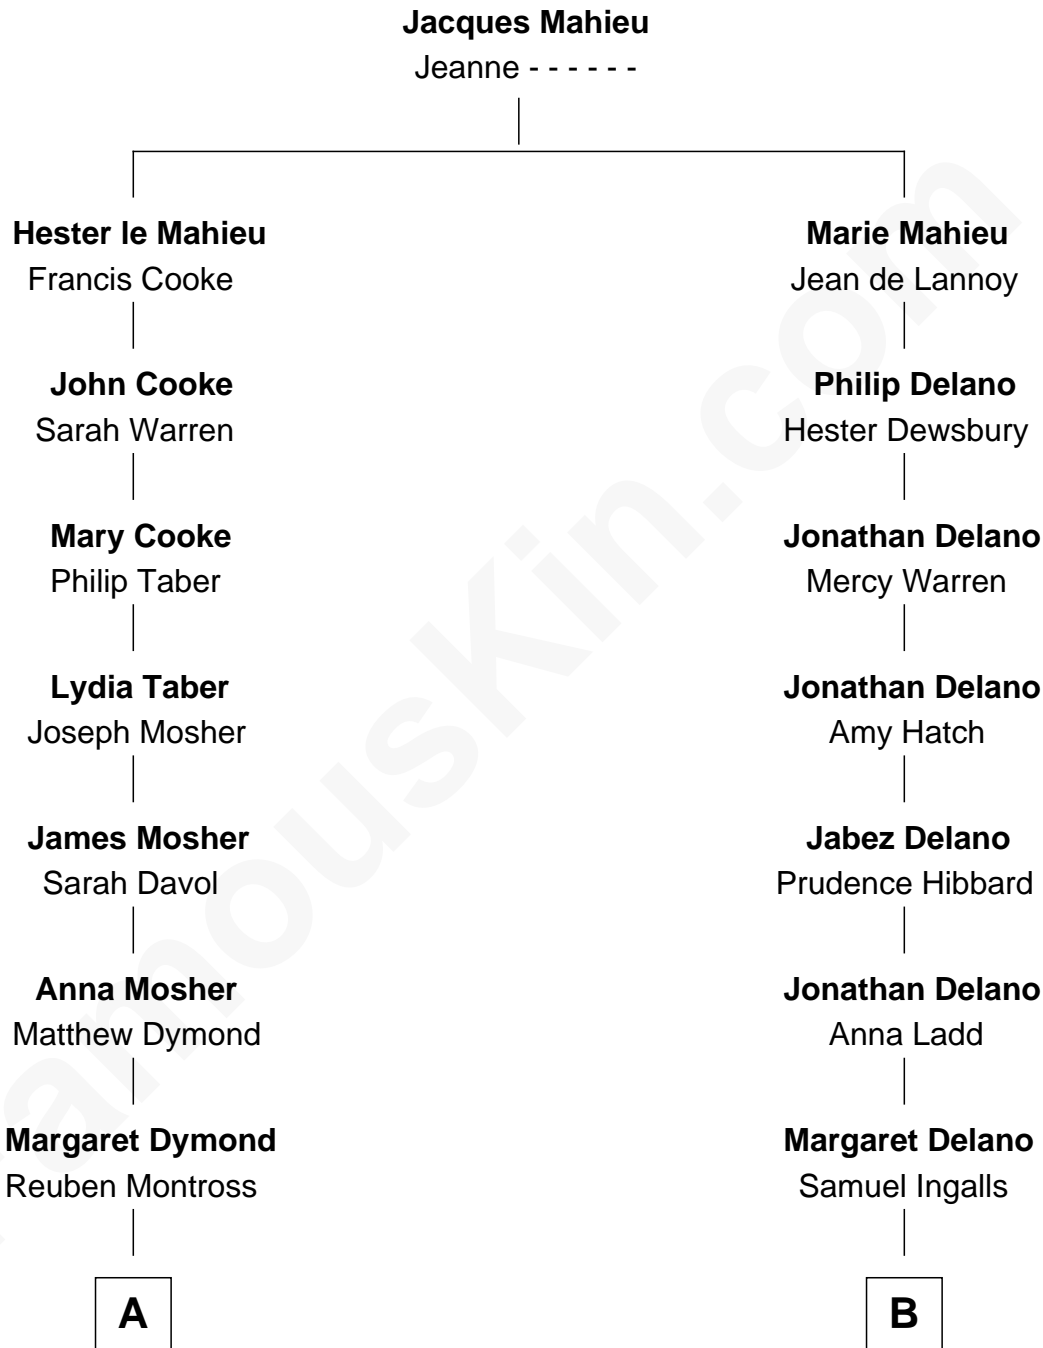 Jacques Mahieu
Jeanne - - - - - -
Hester le Mahieu
Francis Cooke
John Cooke
Sarah Warren
Mary Cooke
Philip Taber
Lydia Taber
Joseph Mosher
James Mosher
Sarah Davol
Anna Mosher
Matthew Dymond
Margaret Dymond
Reuben Montross
A
Marie Mahieu
Jean de Lannoy
Philip Delano
Hester Dewsbury
Jonathan Delano
Mercy Warren
Jonathan Delano
Amy Hatch
Jabez Delano
Prudence Hibbard
Jonathan Delano
Anna Ladd
Margaret Delano
Samuel Ingalls
B
FamousKin.com